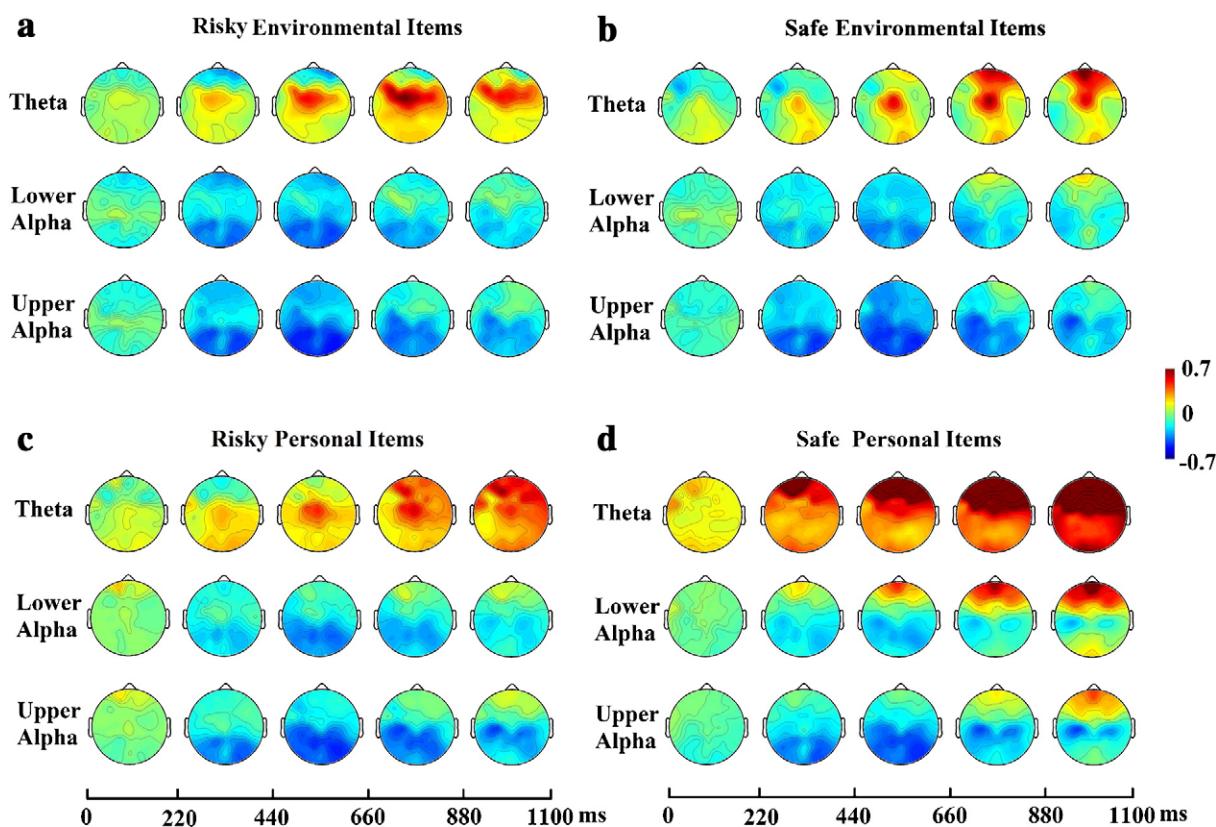 a Risky Environmental Items
Theta
Lower
Alpha
Upper
Alpha
b Safe Environmental Items
Theta
Lower
Alpha
Upper
Alpha
0.7
0
-0.7
c Risky Personal Items
Theta
Lower
Alpha
Upper
Alpha
0 220 440 660 880 1100 ms
d Safe Personal Items
Theta
Lower
Alpha
Upper
Alpha
0 220 440 660 880 1100 ms